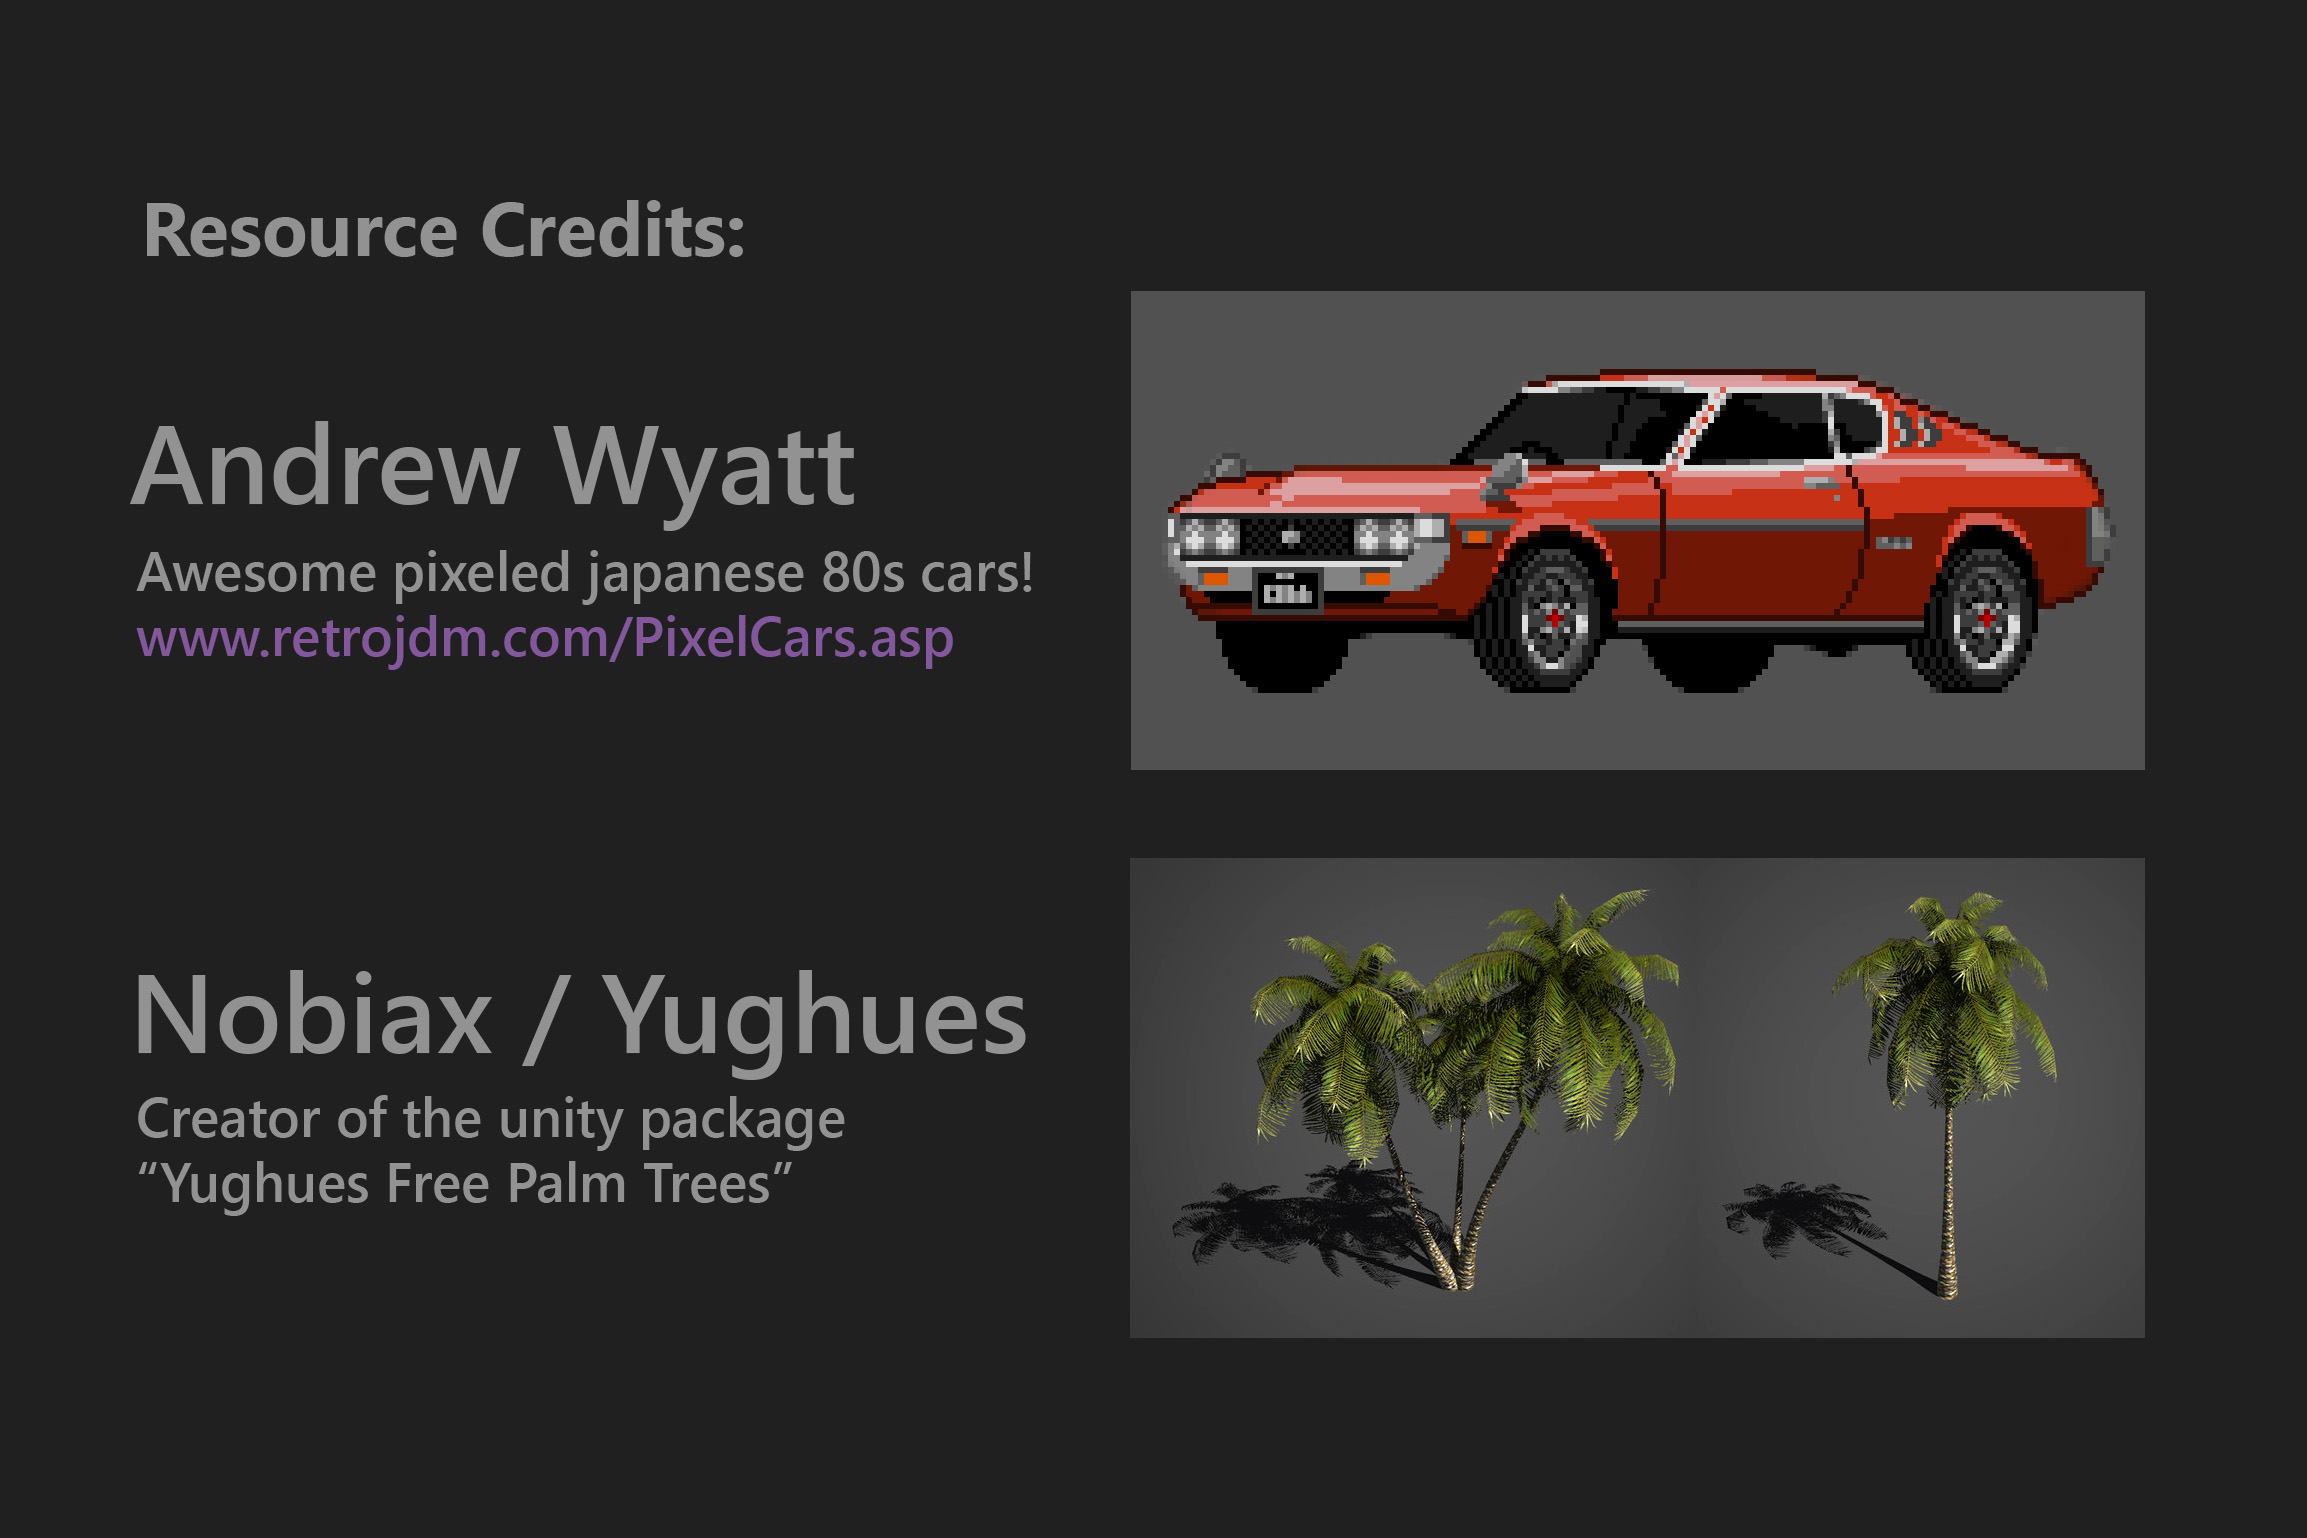 Resource Credits:
Andrew Wyatt
Awesome pixeled japanese 80s cars!
www.retrojdm.com/PixelCars.asp
Nobiax / Yughues
Creator of the unity package
“Yughues Free Palm Trees”